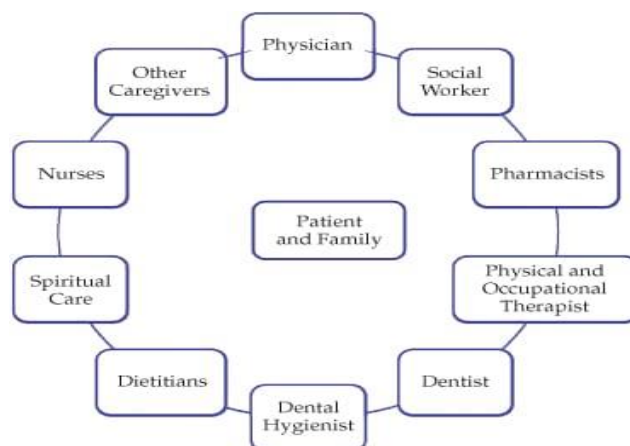 Physician
Social
Worker
Pharmacists
Physical and
Occupational
Therapist
Dentist
Dental
Hygienist
Dietitians
Spiritual
Care
Nurses
Other
Caregivers
Patient
and Family